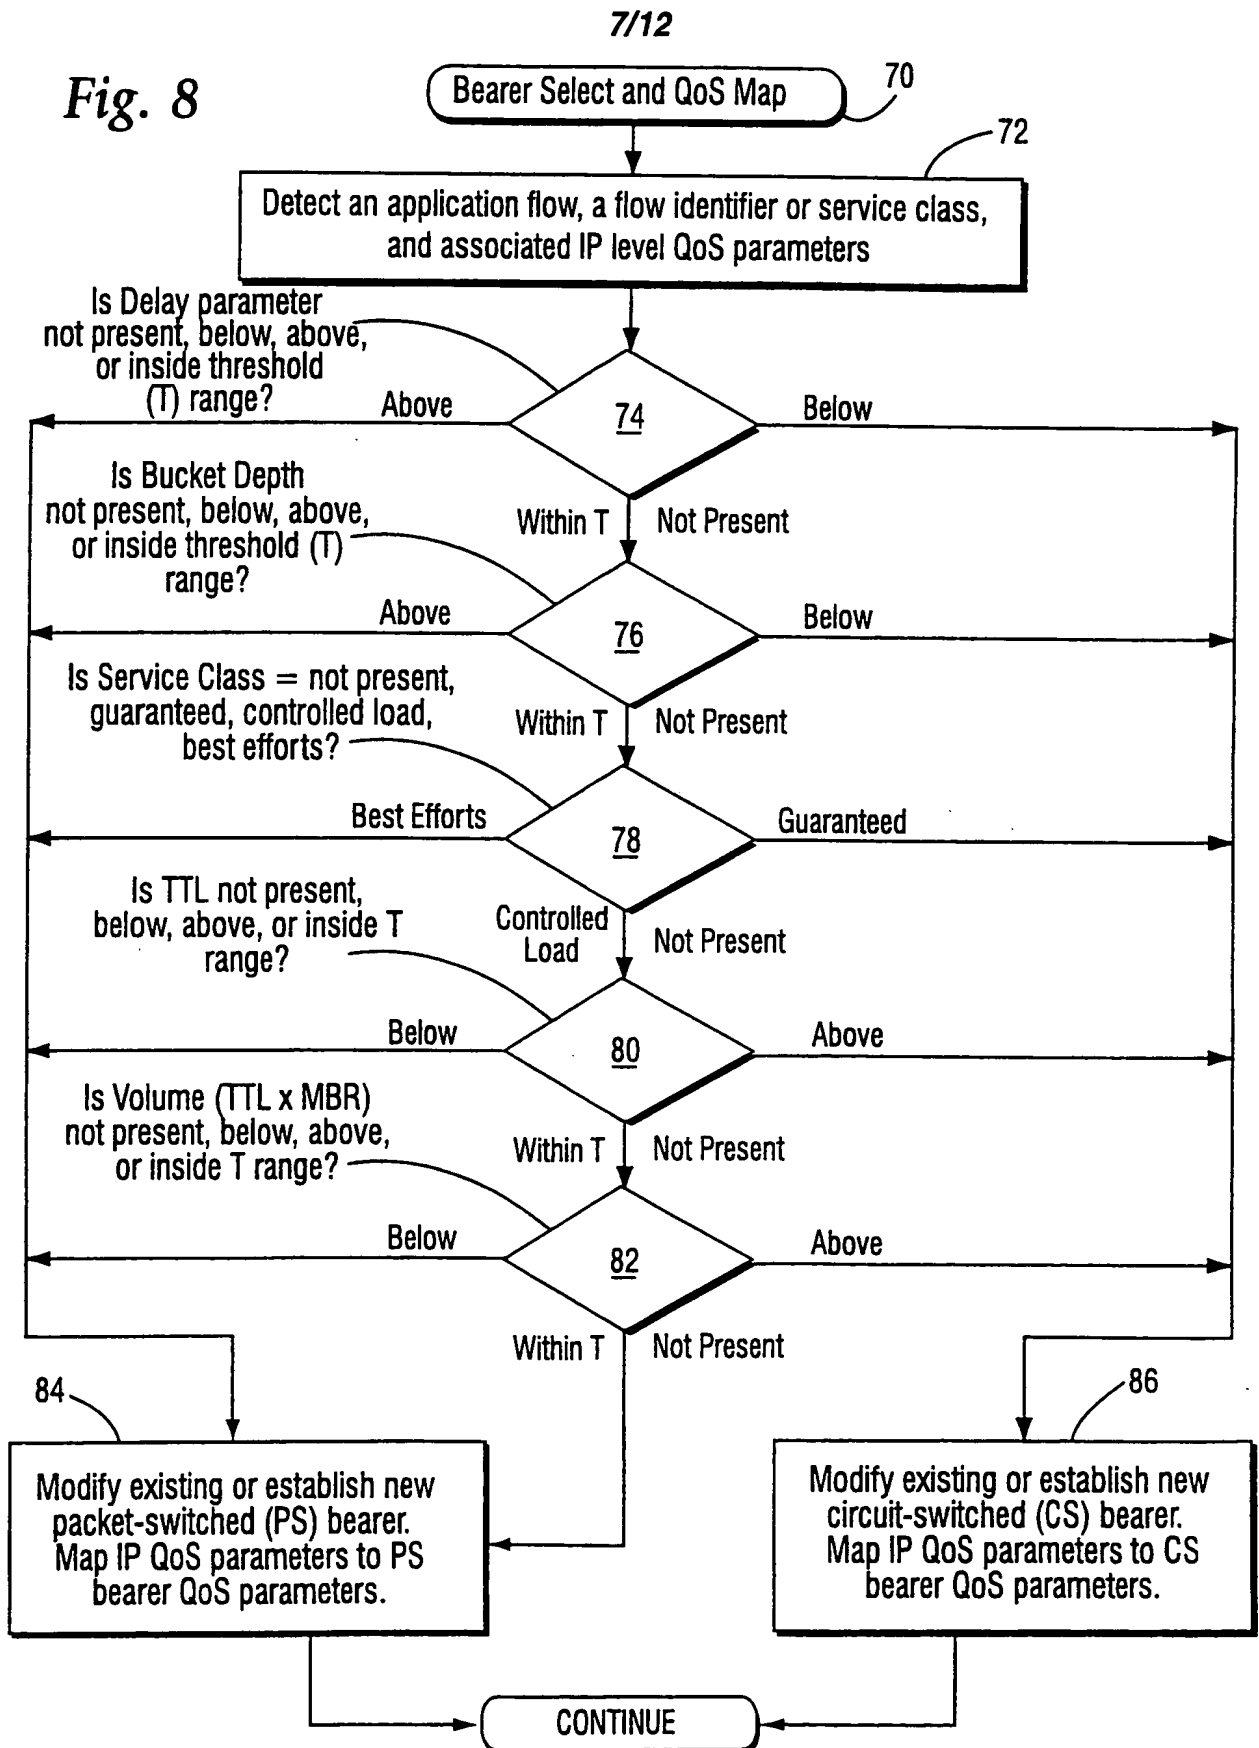 7/12
Fig. 8
Bearer Select and QoS Map
70
72
Detect an application flow, a flow identifier or service class,
and associated IP level QoS parameters
Is Delay parameter
not present, below, above,
or inside threshold
(T) range?
Above
74
Below
Within T
Not Present
Is Bucket Depth
not present, below, above,
or inside threshold (T)
range?
Above
76
Below
Within T
Not Present
Is Service Class = not present,
guaranteed, controlled load,
best efforts?
Best Efforts
78
Guaranteed
Controlled
Load
Not Present
Is TTL not present,
below, above, or inside T
range?
Below
80
Above
Within T
Not Present
Is Volume (TTL x MBR)
not present, below, above,
or inside T range?
Below
82
Above
Within T
Not Present
84
Modify existing or establish new
packet-switched (PS) bearer.
Map IP QoS parameters to PS
bearer QoS parameters.
86
Modify existing or establish new
circuit-switched (CS) bearer.
Map IP QoS parameters to CS
bearer QoS parameters.
CONTINUE